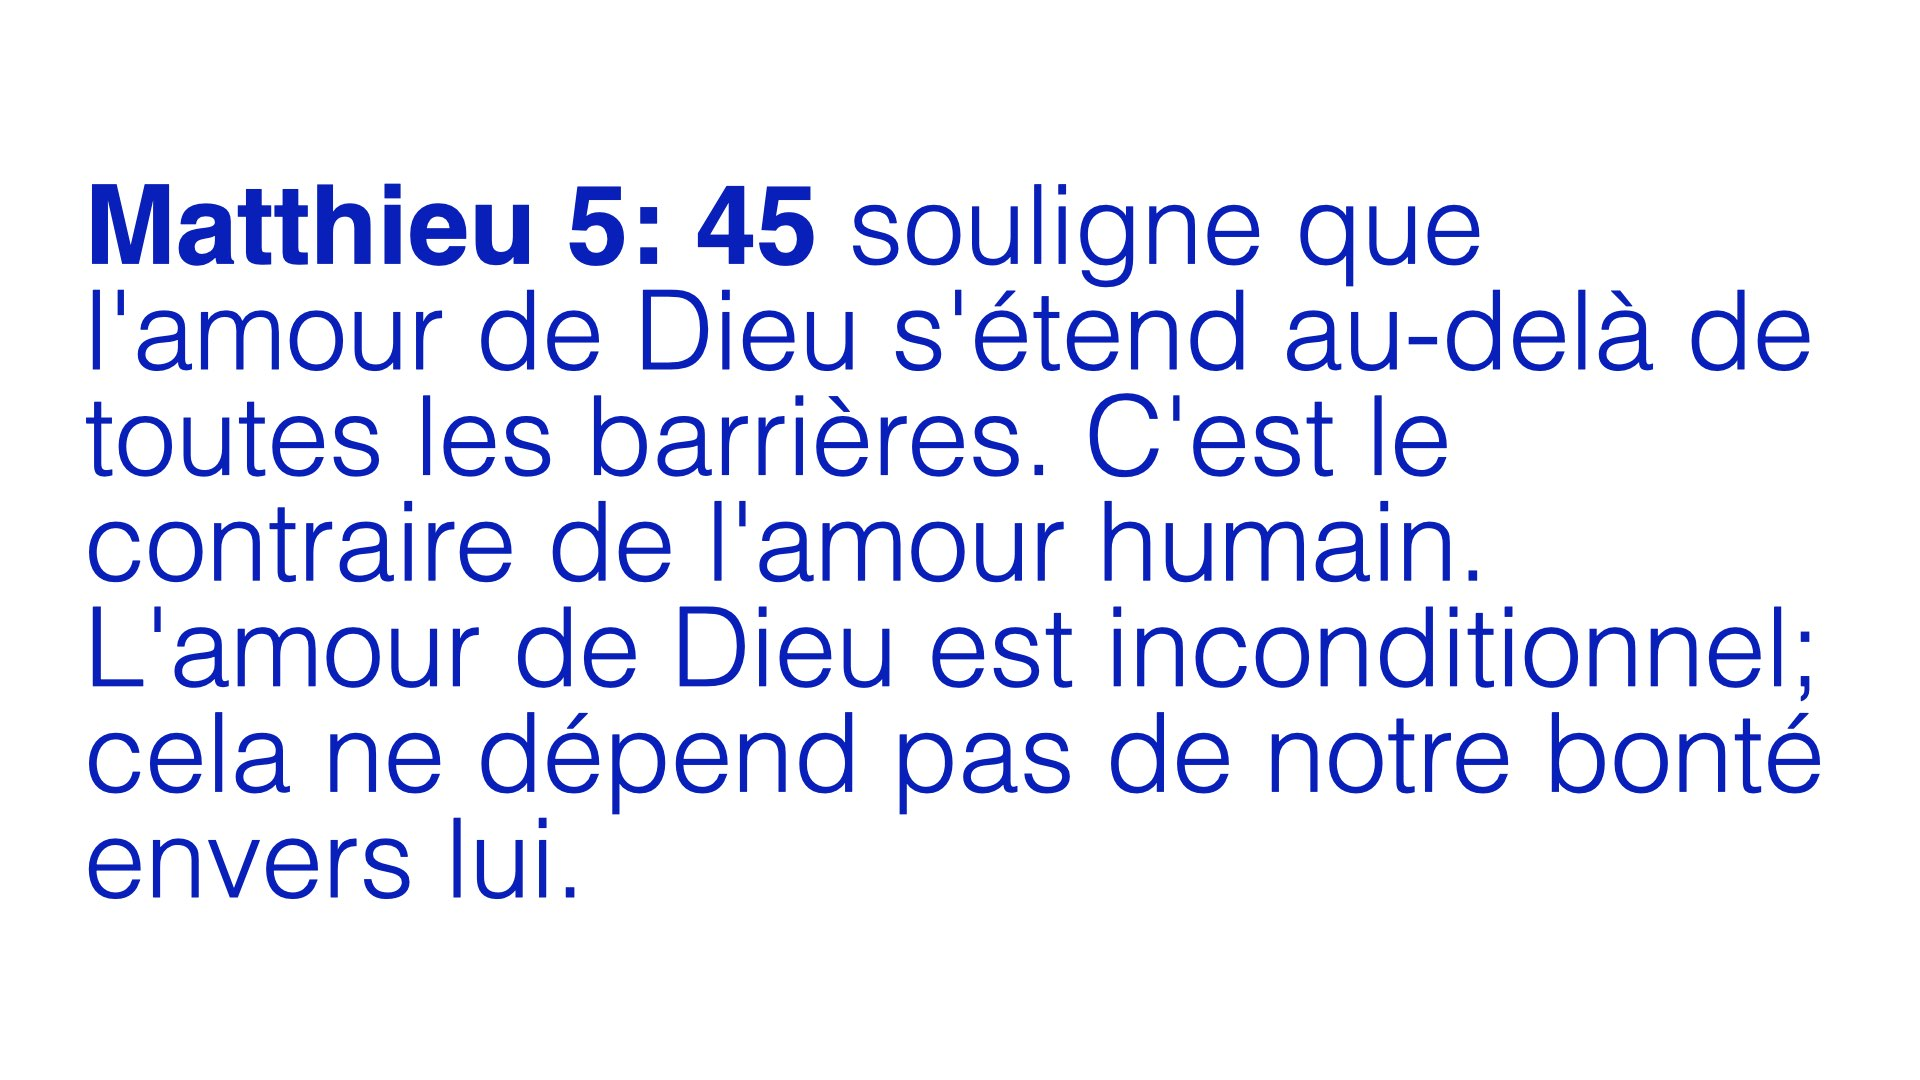 Matthieu 5: 45 souligne que
l'amour de Dieu s'étend au-delà de
toutes les barrières. C'est le
contraire de l'amour humain.
L'amour de Dieu est inconditionnel;
cela ne dépend pas de notre bonté
envers lui.